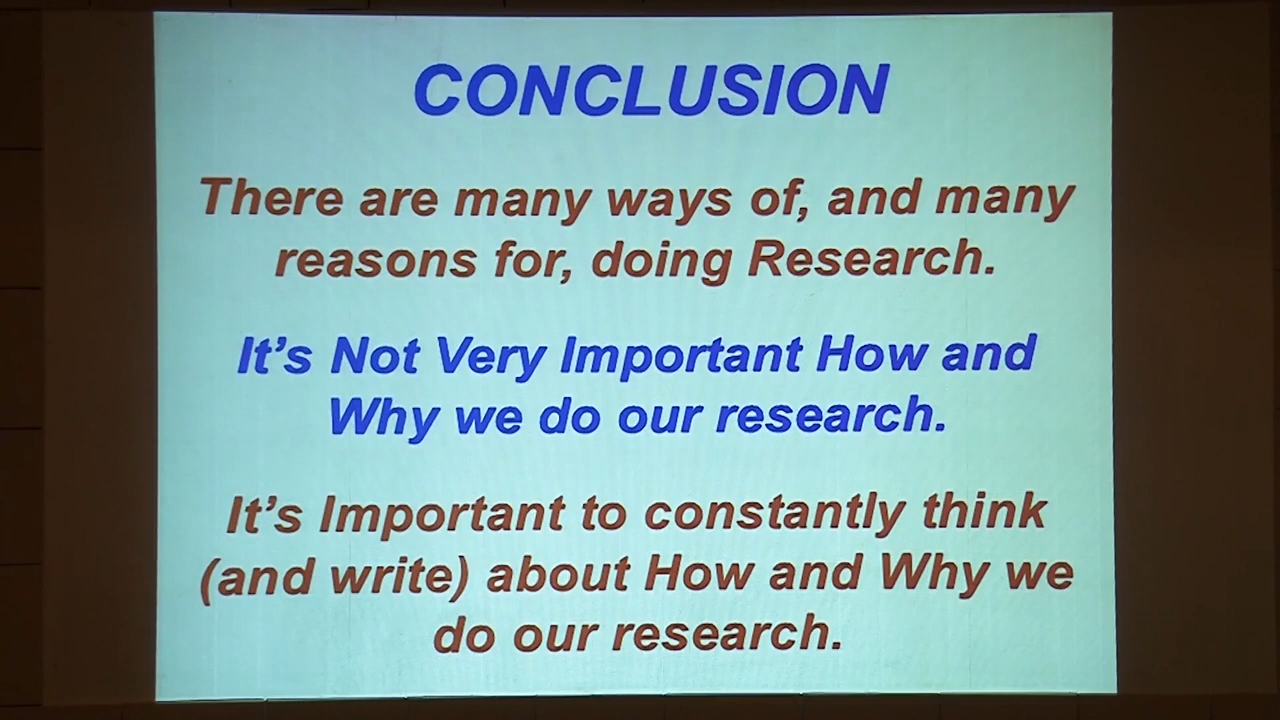 CONCLUSION
There are many ways of, and many
reasons for, doing Research.
It’s Not Very Important How and
Why we do our research.
It’s Important to constantly think
(and write) about How and Why we
do our research.